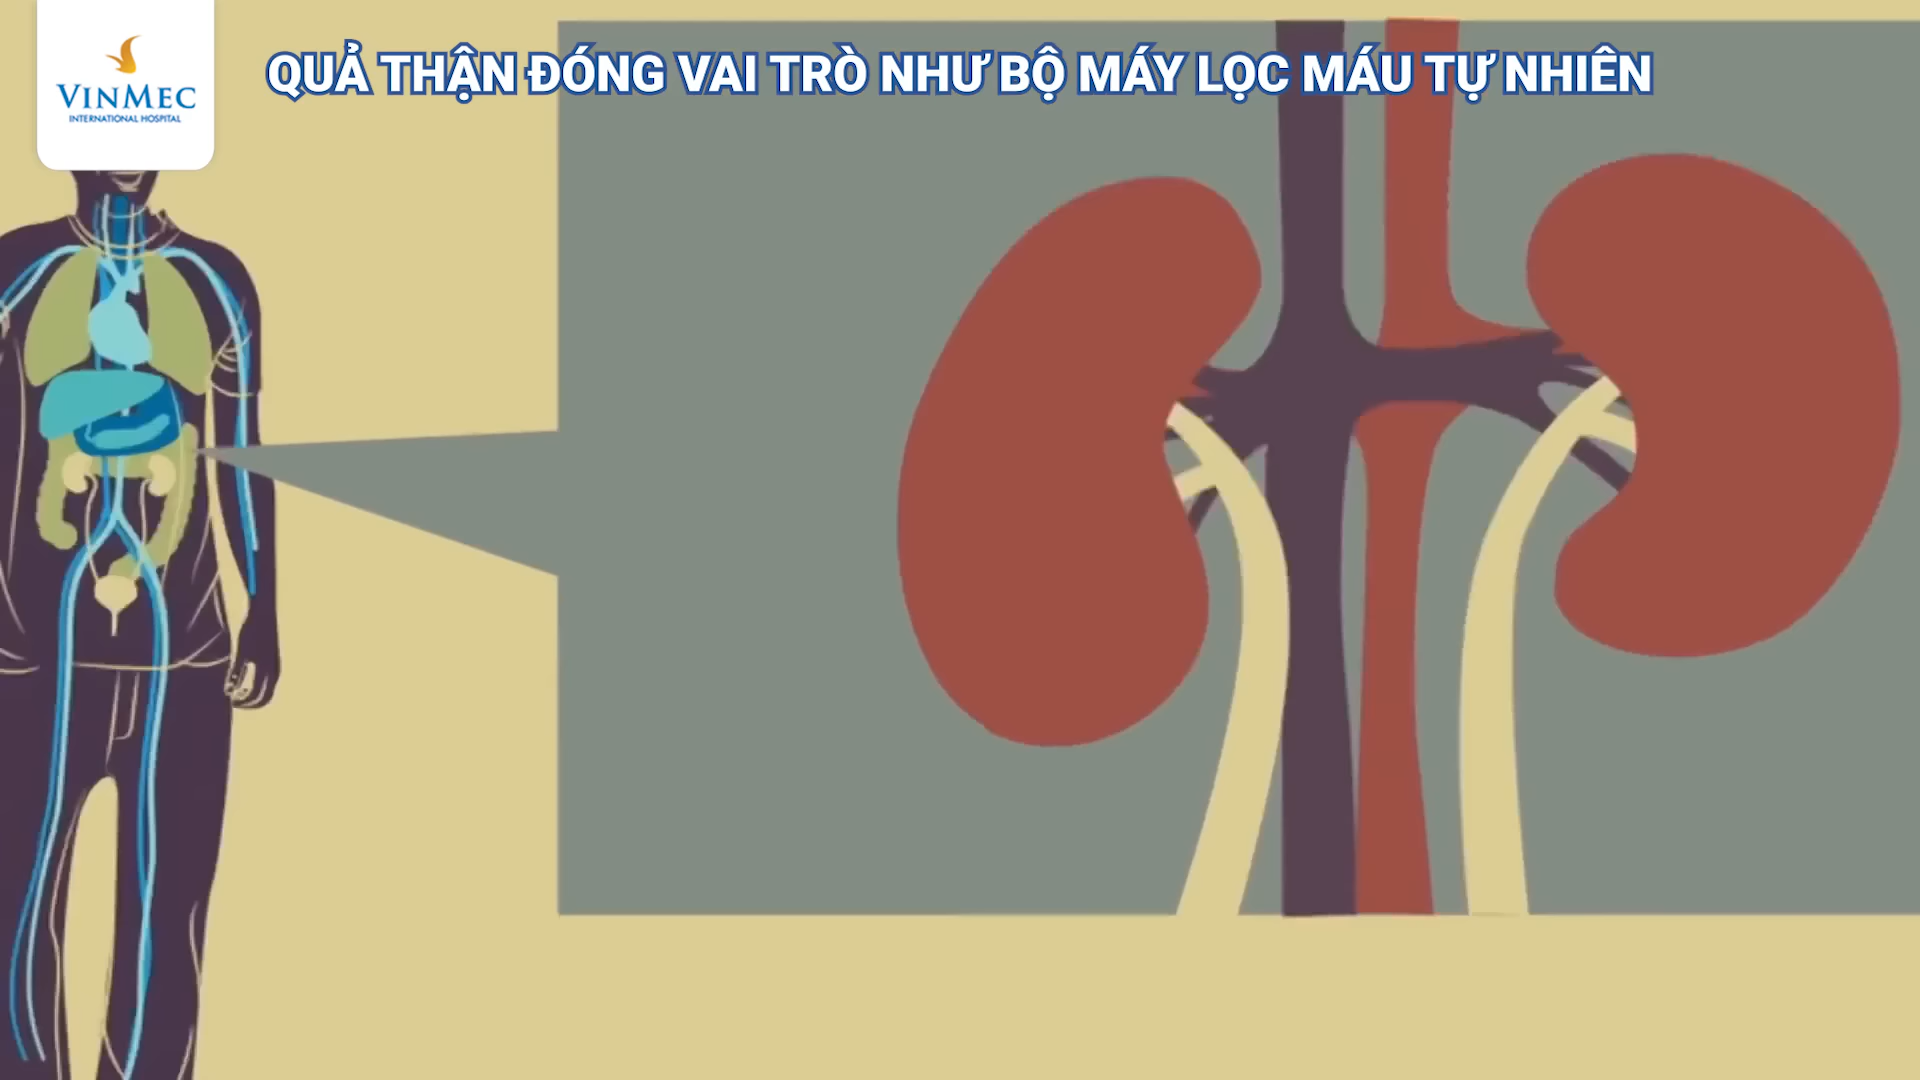 VINMEC
INTERNATIONAL HOSPITAL
QUẢ THẬN ĐÓNG VAI TRÒ NHƯ BỘ MÁY LỌC MÁU TỰ NHIÊN